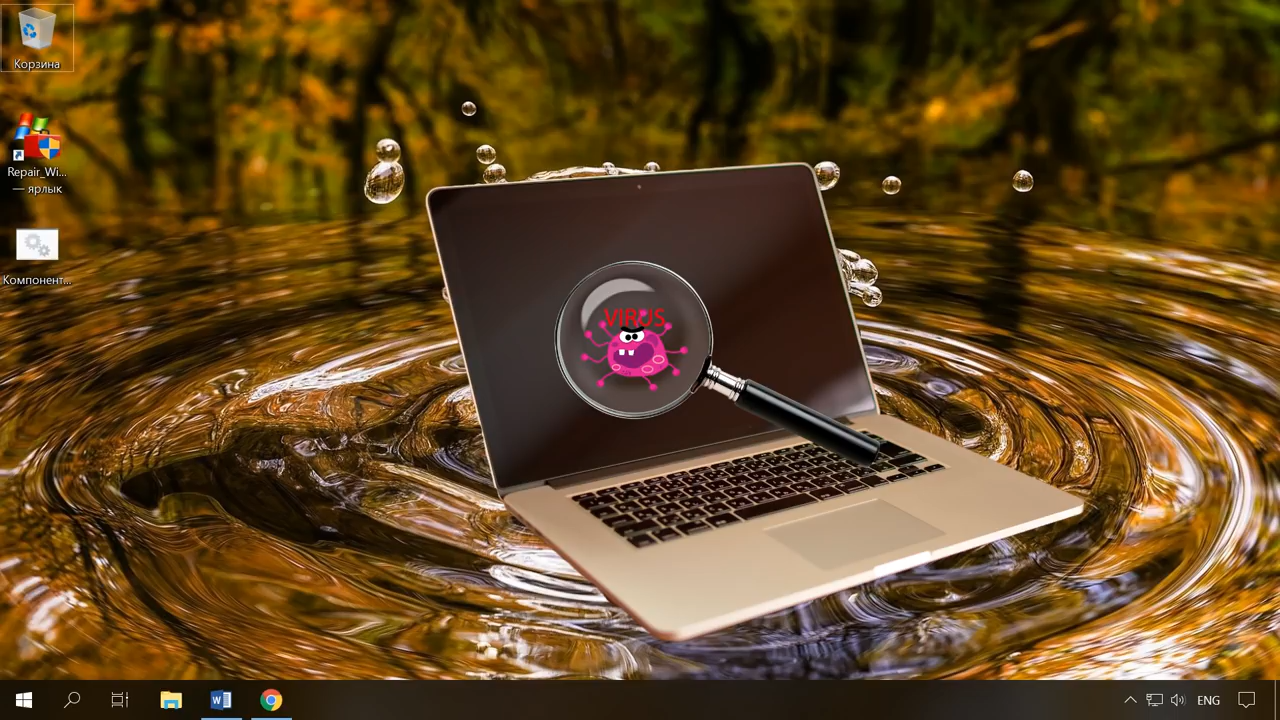 Корзина
Repair_Wi...
— ярлык
Компонент...
VIRUS
ENG